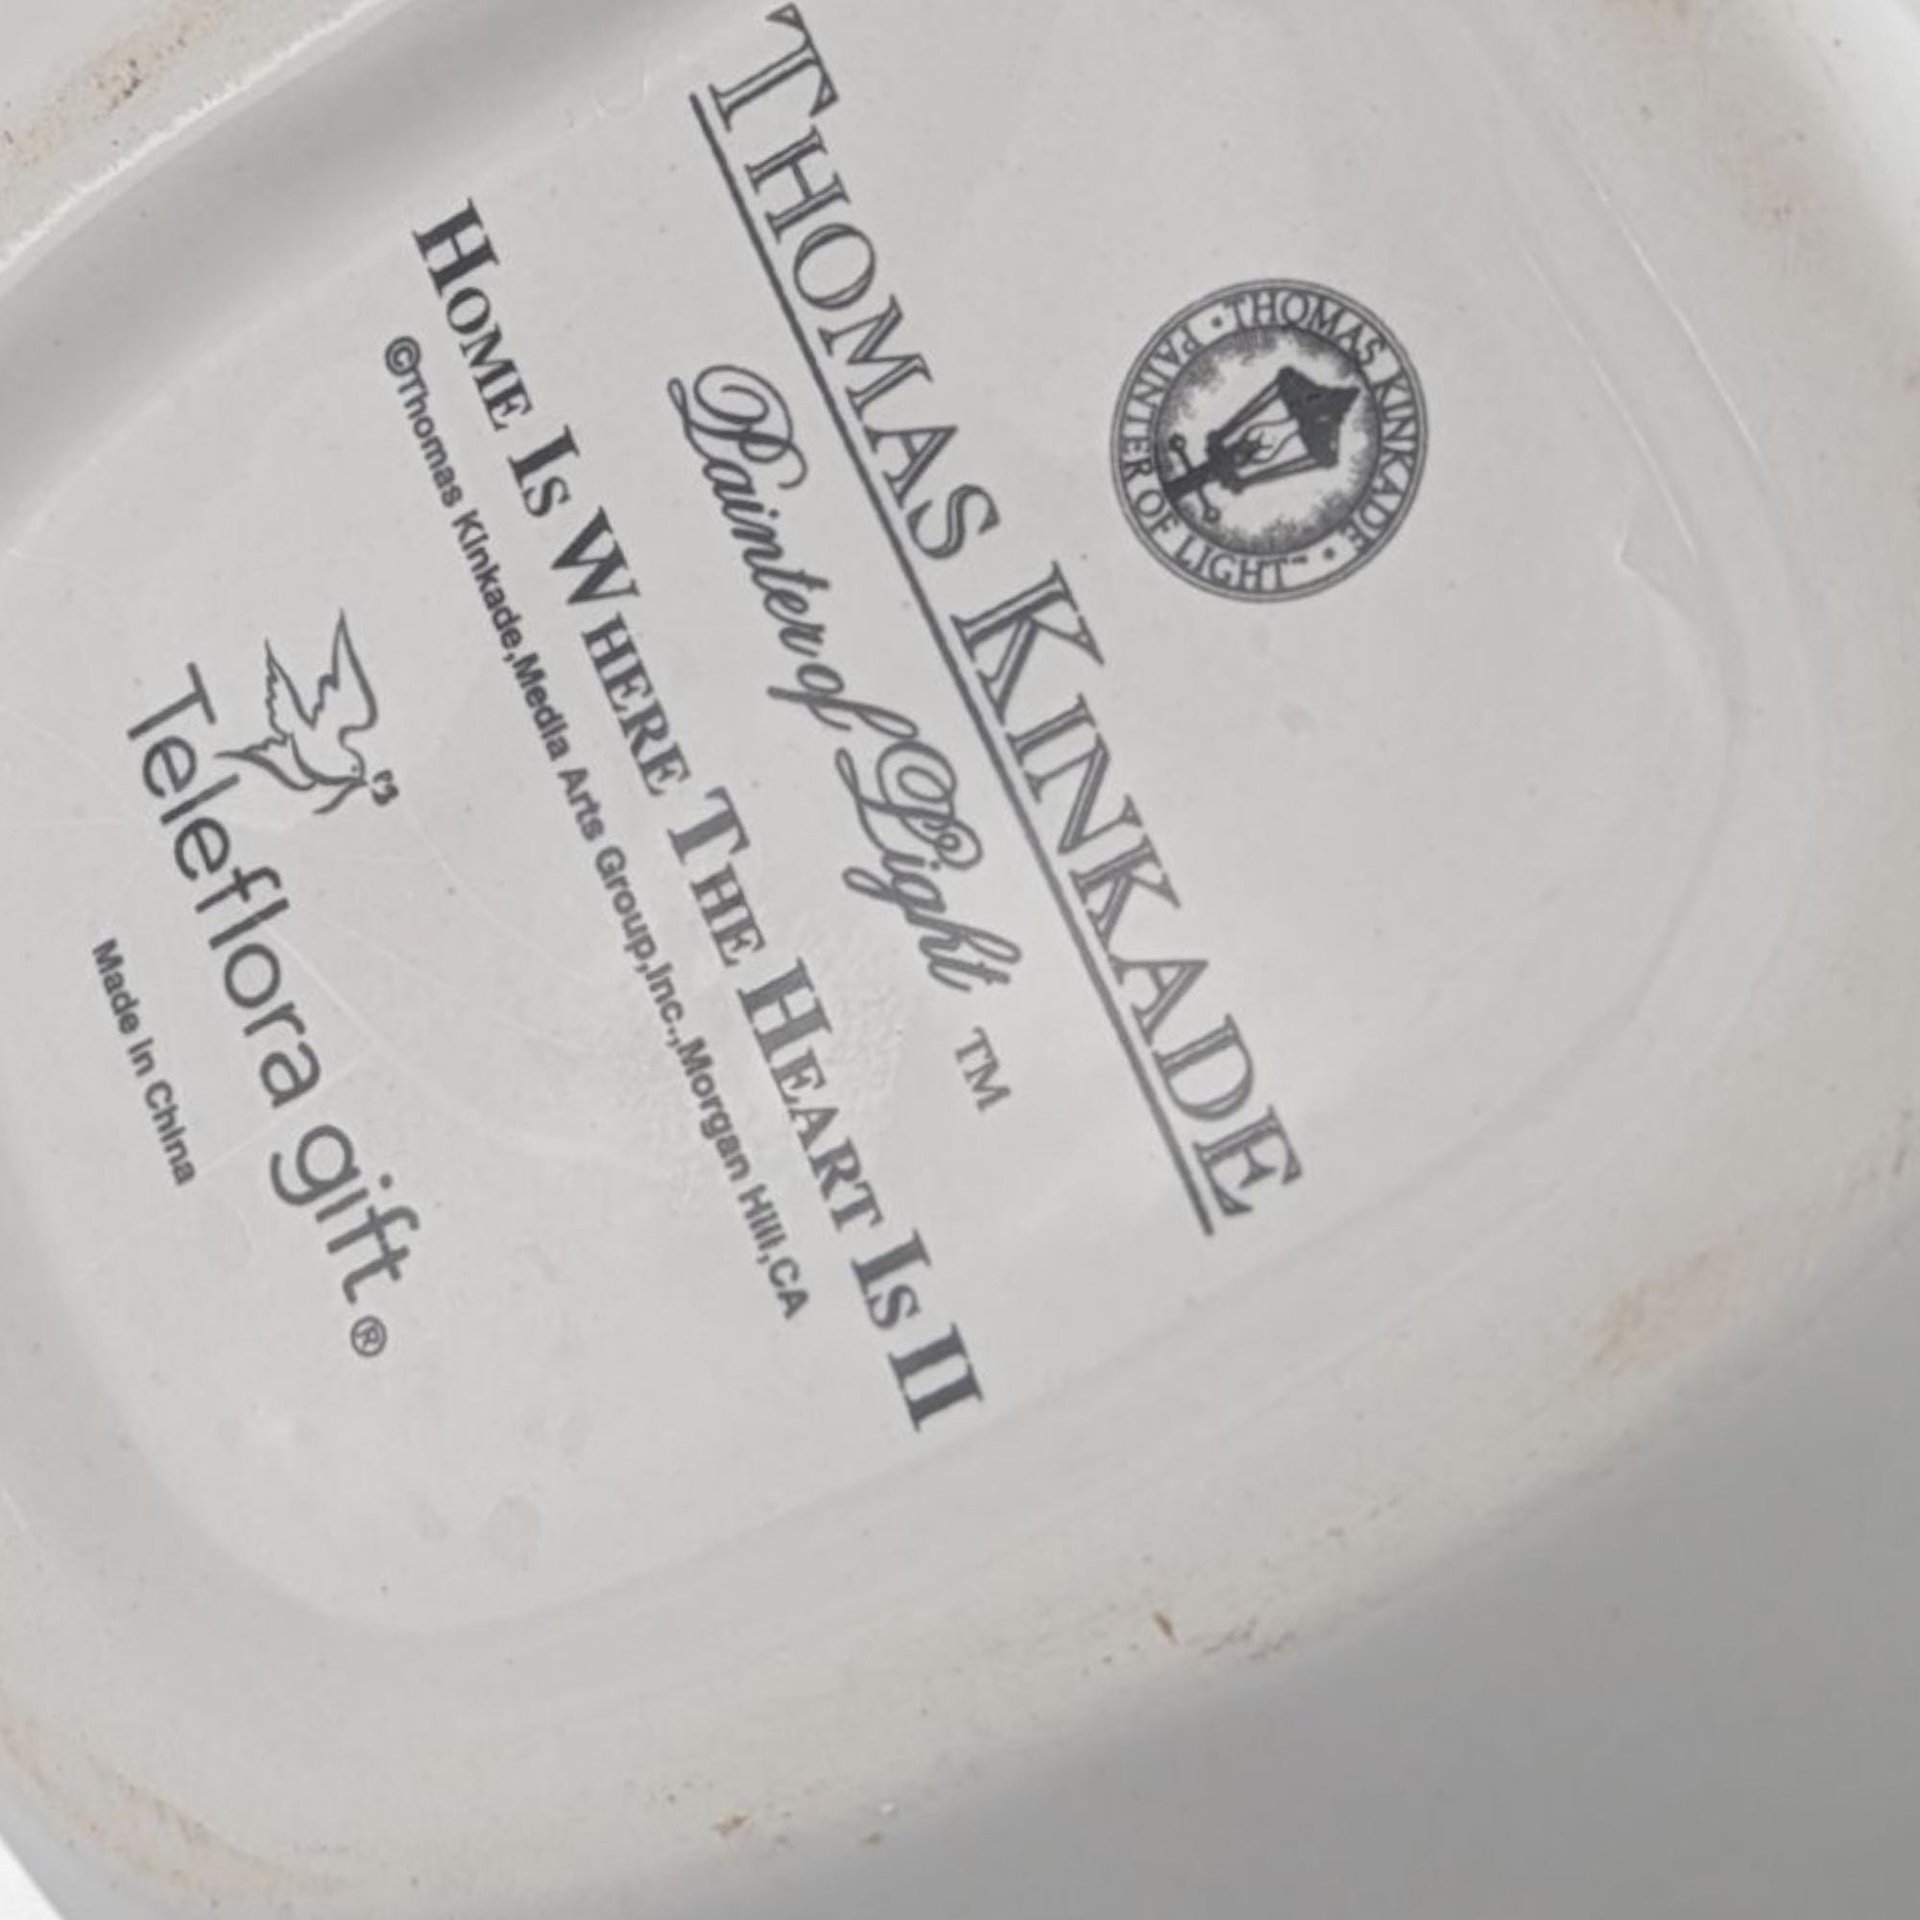 · THOMAS KINKADE ·
PAINTER OF LIGHT™
THOMAS KINKADE
Painter of Light ™
HOME IS WHERE THE HEART IS II
©Thomas Kinkade,Media Arts Group,Inc.,Morgan Hill,CA
Teleflora gift ®
Made in China